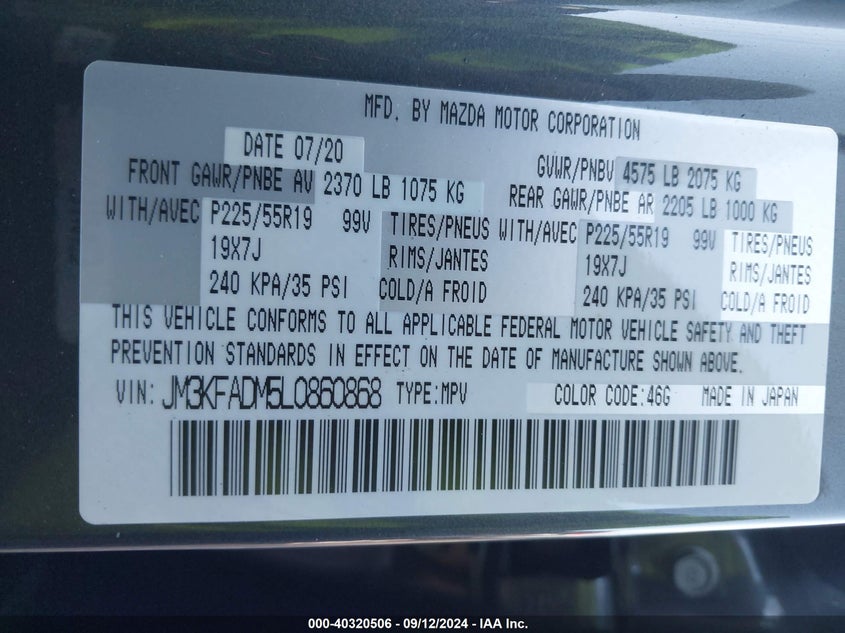 MFD. BY MAZDA MOTOR CORPORATION
DATE 07/20 GVWR/PNBV 4575 LB 2075 KG
FRONT GAWR/PNBE AV 2370 LB 1075 KG REAR GAWR/PNBE AR 2205 LB 1000 KG
WITH/AVEC P225/55R19 99V TIRES/PNEUS WITH/AVEC P225/55R19 99V TIRES/PNEUS
19X7J RIMS/JANTES 19X7J RIMS/JANTES
240 KPA/35 PSI COLD/A FROID 240 KPA/35 PSI COLD/A FROID
THIS VEHICLE CONFORMS TO ALL APPLICABLE FEDERAL MOTOR VEHICLE SAFETY AND THEFT
PREVENTION STANDARDS IN EFFECT ON THE DATE OF MANUFACTURE SHOWN ABOVE.
VIN: JM3KFADM5L0860868 TYPE:MPV COLOR CODE:46G MADE IN JAPAN
000-40320506 - 09/12/2024 - IAA Inc.